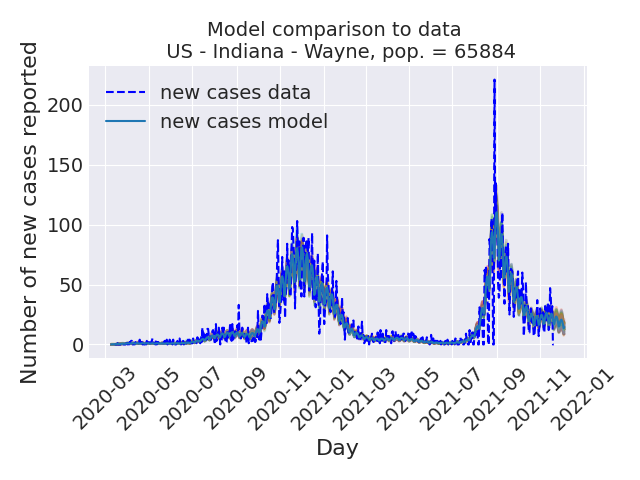 Model comparison to data
US - Indiana - Wayne, pop. = 65884
new cases data
new cases model
Number of new cases reported
200
150
100
50
0
2020-03
2020-05
2020-07
2020-09
2020-11
2021-01
2021-03
2021-05
2021-07
2021-09
2021-11
2022-01
Day